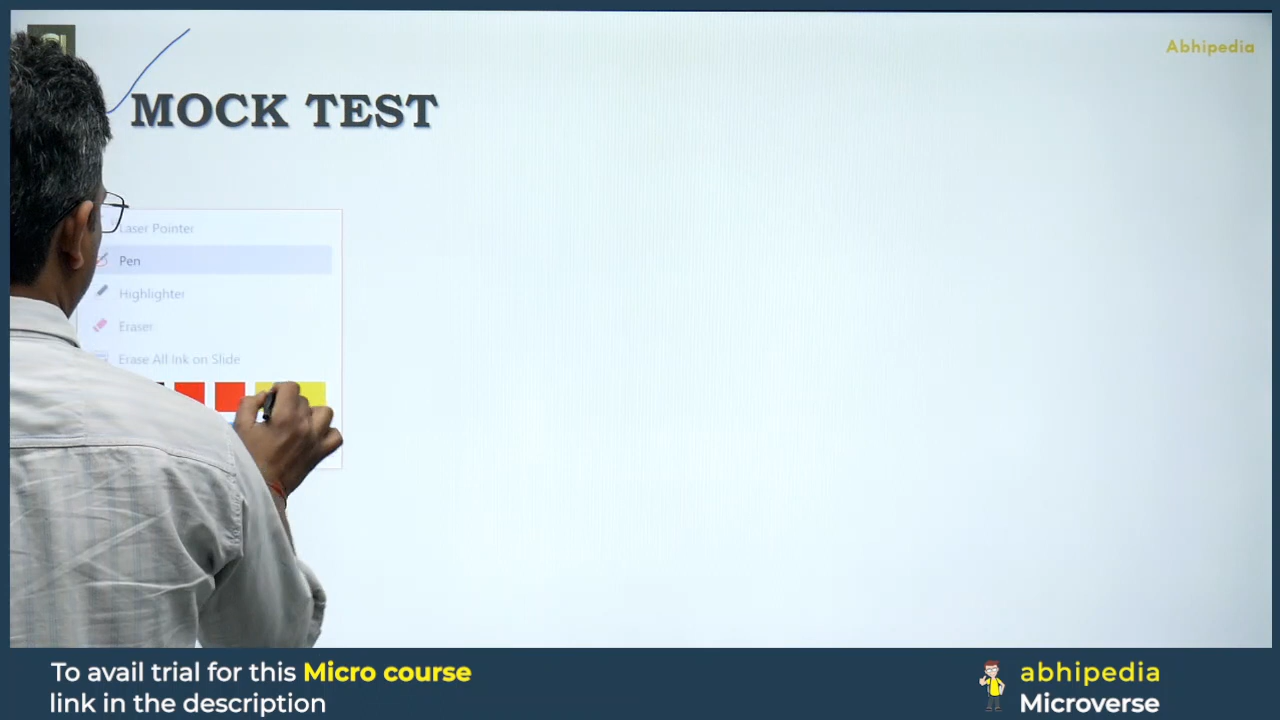 Abhipedia
MOCK TEST
Laser Pointer
Pen
Highlighter
Eraser
Erase All Ink on Slide
To avail trial for this Micro course
link in the description
abhipedia
Microverse